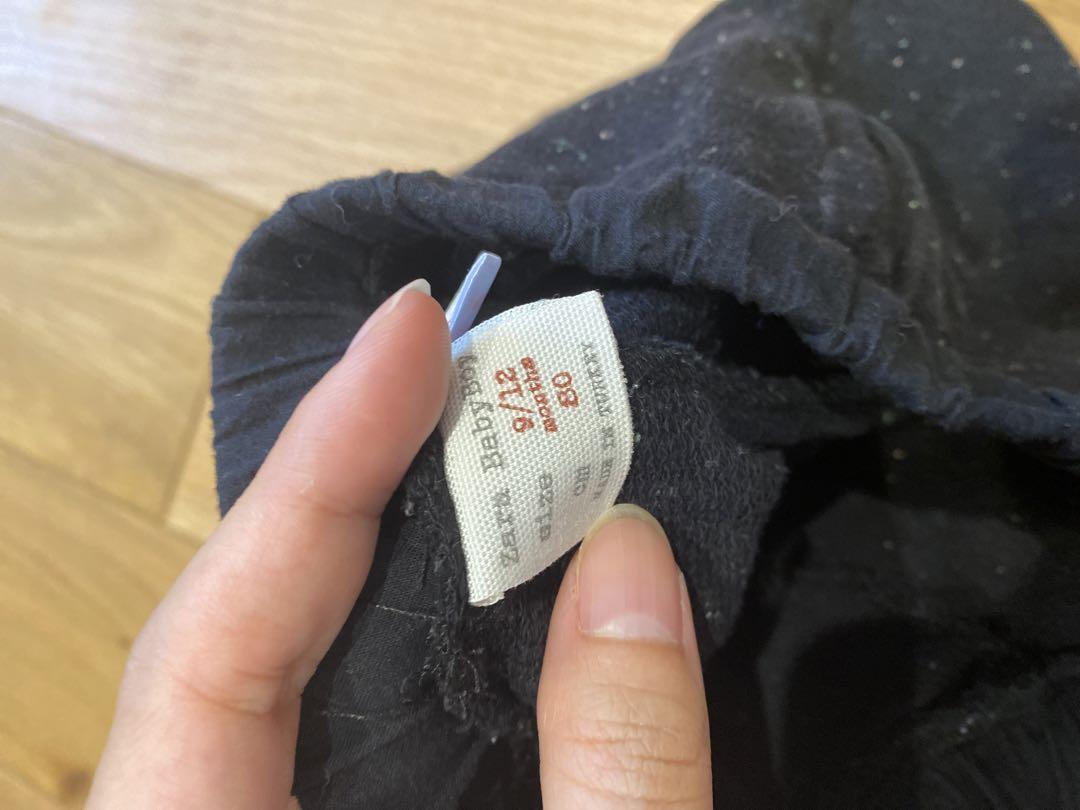 Zara Baby Boy
size 9/12
months
cm 80
MADE IN TURKEY